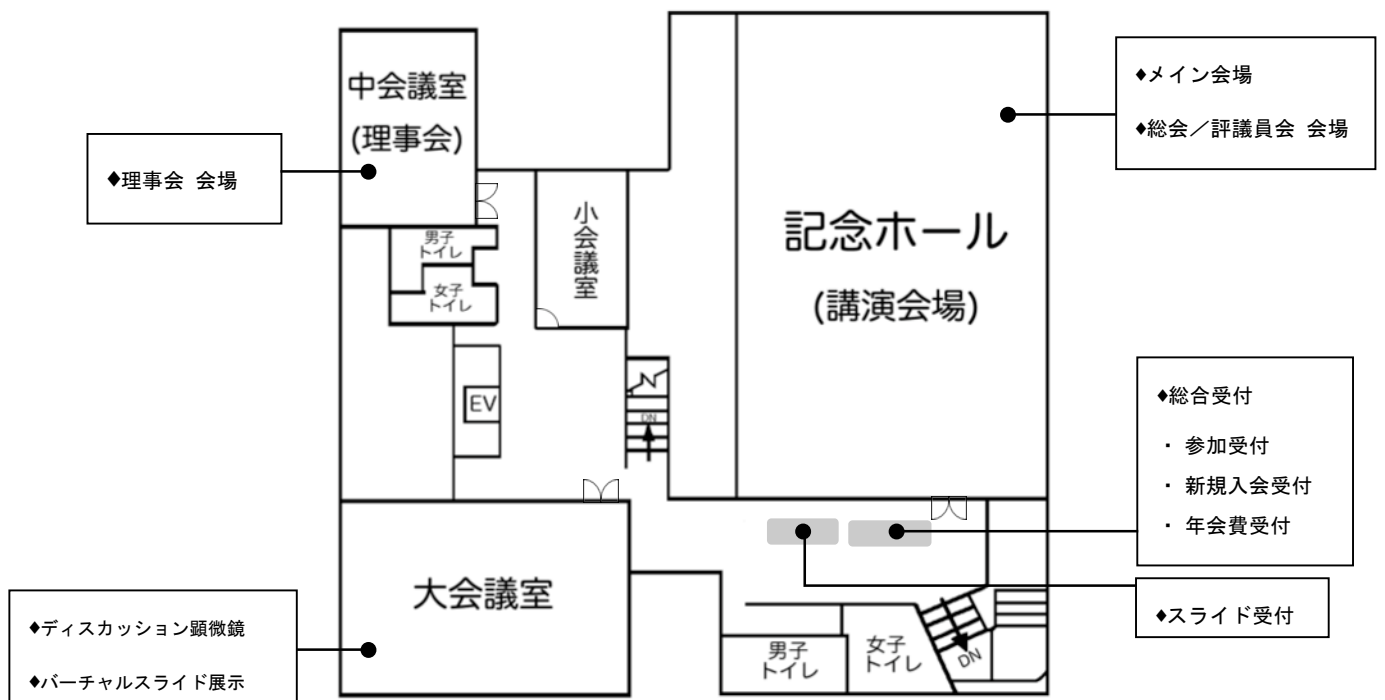 中会議室
(理事会)
◆理事会 会場
男子
トイレ
女子
トイレ
小会議室
EV
DN
記念ホール
(講演会場)
◆メイン会場
◆総会／評議員会 会場
◆総合受付
・ 参加受付
・ 新規入会受付
・ 年会費受付
◆スライド受付
大会議室
◆ディスカッション顕微鏡
◆バーチャルスライド展示
男子
トイレ
女子
トイレ
DN